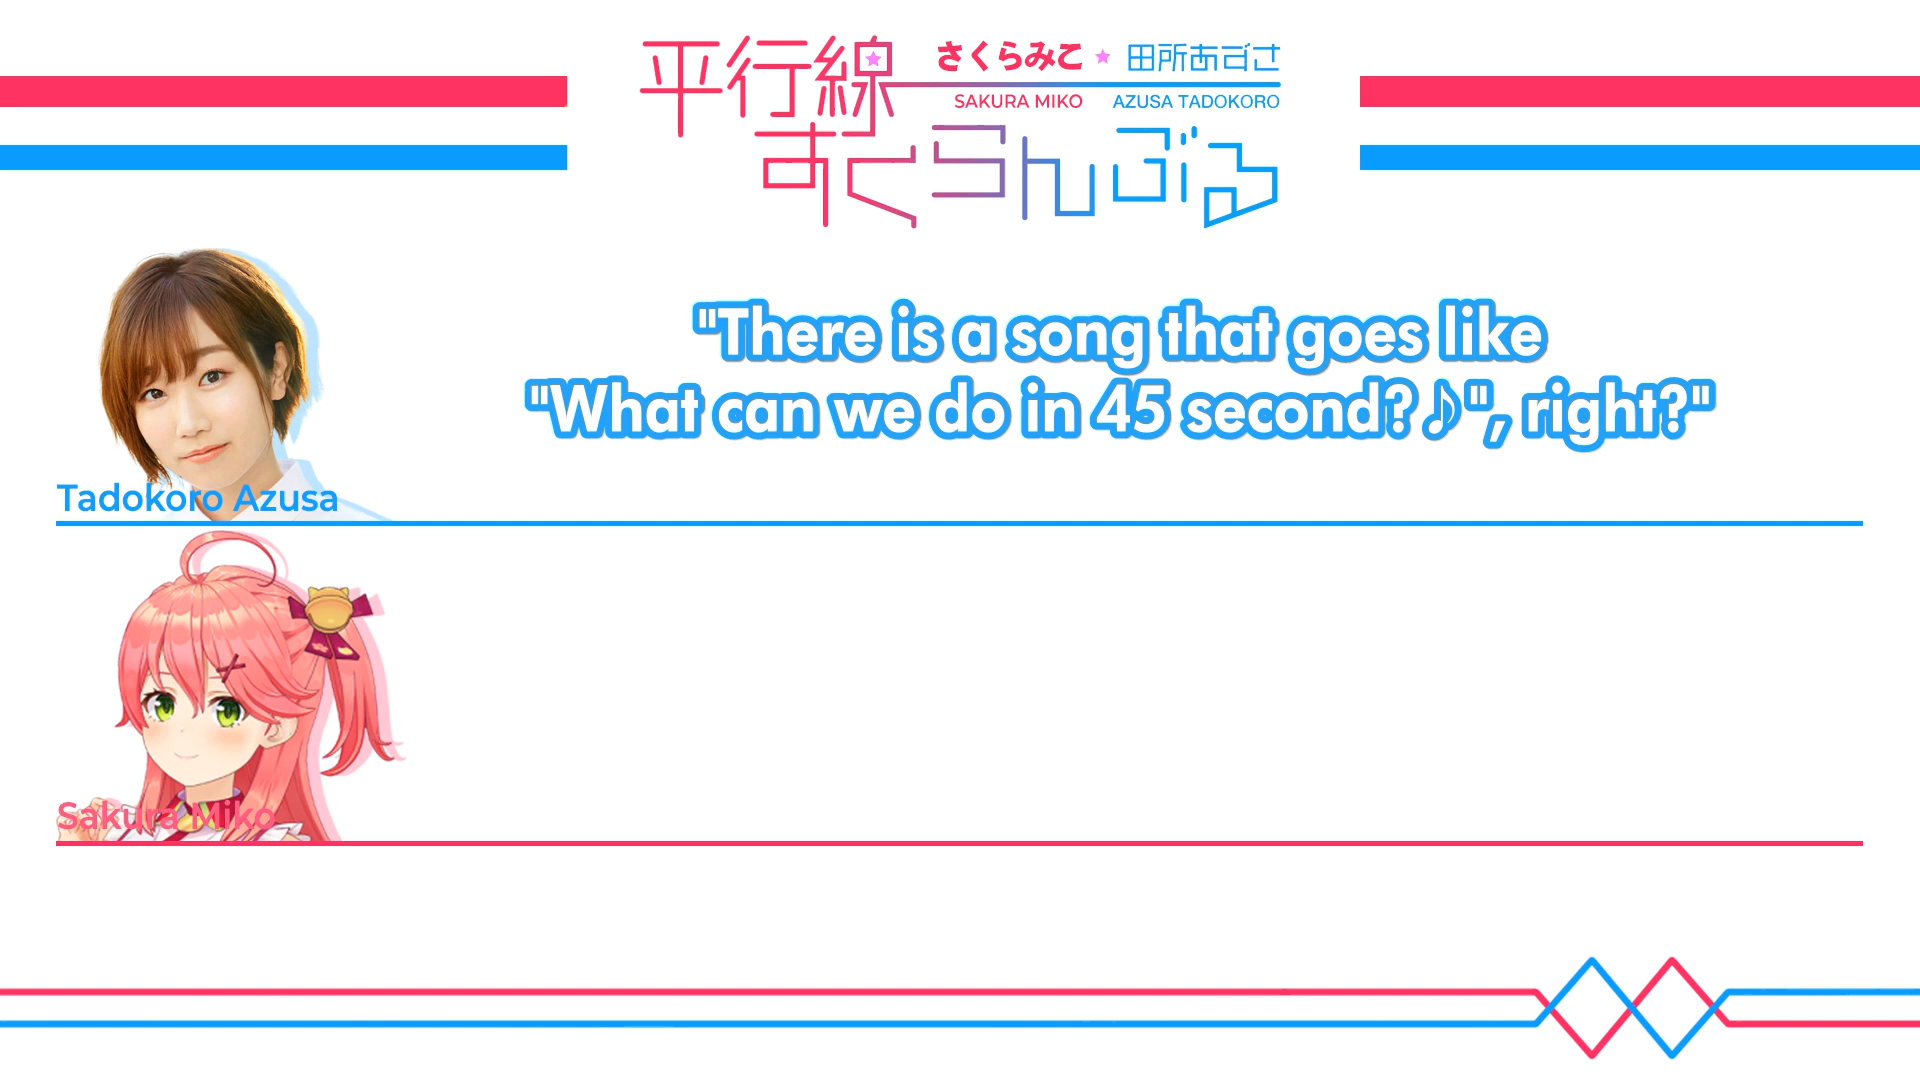 平行線
さくらみこ★田所あずさ
SAKURA MIKO AZUSA TADOKORO
すくらんぶる
"There is a song that goes like
"What can we do in 45 second?♪", right?"
Tadokoro Azusa
Sakura Miko